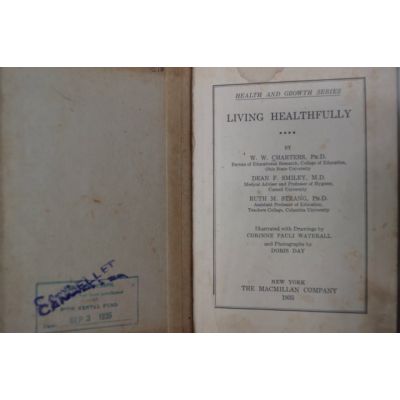 CANCELLED
BOOK RENTAL FUND
SEP 3 1935
HEALTH AND GROWTH SERIES
LIVING HEALTHFULLY
BY
W. W. CHARTERS, PH.D.
Bureau of Educational Research, College of Education,
Ohio State University
DEAN F. SMILEY, M.D.
Medical Adviser and Professor of Hygiene,
Cornell University
RUTH M. STRANG, PH.D.
Assistant Professor of Education,
Teachers College, Columbia University
Illustrated with Drawings by
CORINNE PAULI WATERALL
and Photographs by
DORIS DAY
NEW YORK
THE MACMILLAN COMPANY
1935